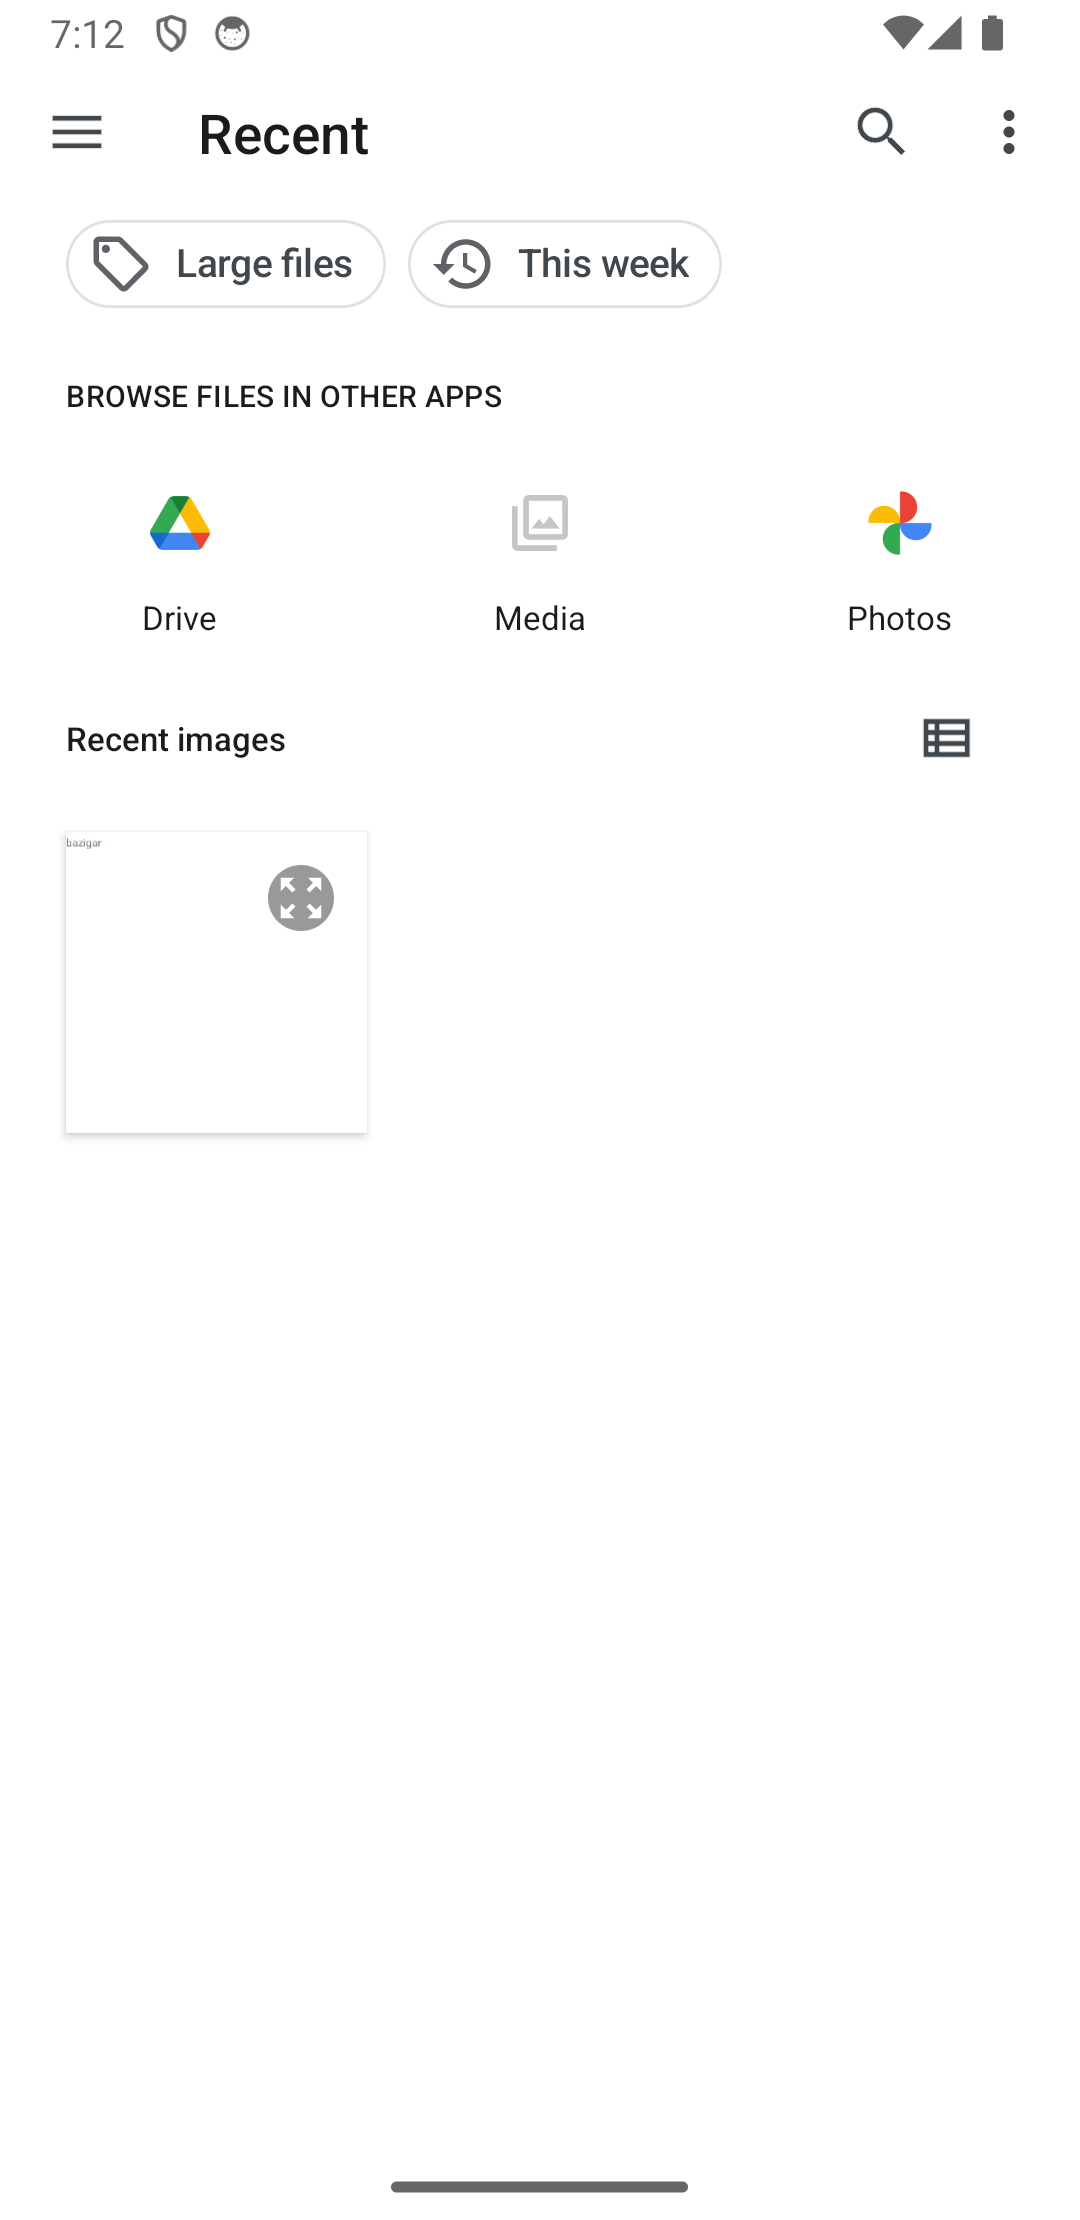 7:12
Recent
Large files
This week
BROWSE FILES IN OTHER APPS
Drive
Media
Photos
Recent images
bazigar